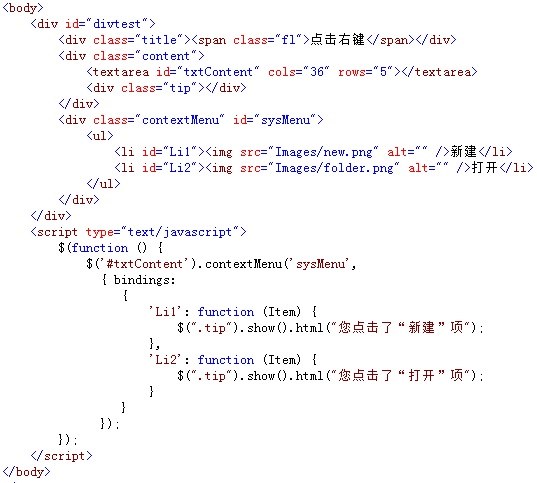 <body>
    <div id="divtest">
        <div class="title"><span class="fl">点击右键</span></div>
        <div class="content">
            <textarea id="txtContent" cols="36" rows="5"></textarea>
            <div class="tip"></div>
        </div>
        <div class="contextMenu" id="sysMenu">
            <ul>
                <li id="Li1"><img src="Images/new.png" alt="" />新建</li>
                <li id="Li2"><img src="Images/folder.png" alt="" />打开</li>
            </ul>
        </div>
    </div>
    <script type="text/javascript">
        $(function () {
            $('#txtContent').contextMenu('sysMenu',
              { bindings:
                 {
                     'Li1': function (Item) {
                         $(".tip").show().html("您点击了“新建”项");
                     },
                     'Li2': function (Item) {
                         $(".tip").show().html("您点击了“打开”项");
                     }
                 }
              });
        });
    </script>
</body>